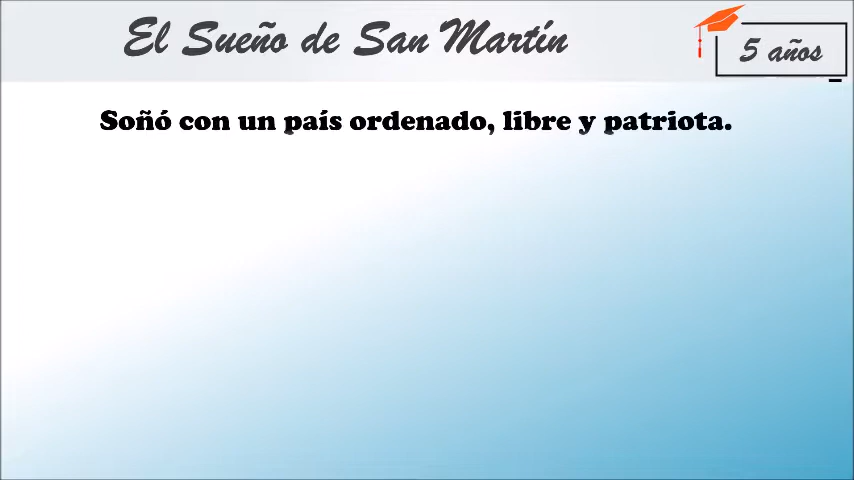 El Sueño de San Martín
5 años
Soñó con un país ordenado, libre y patriota.